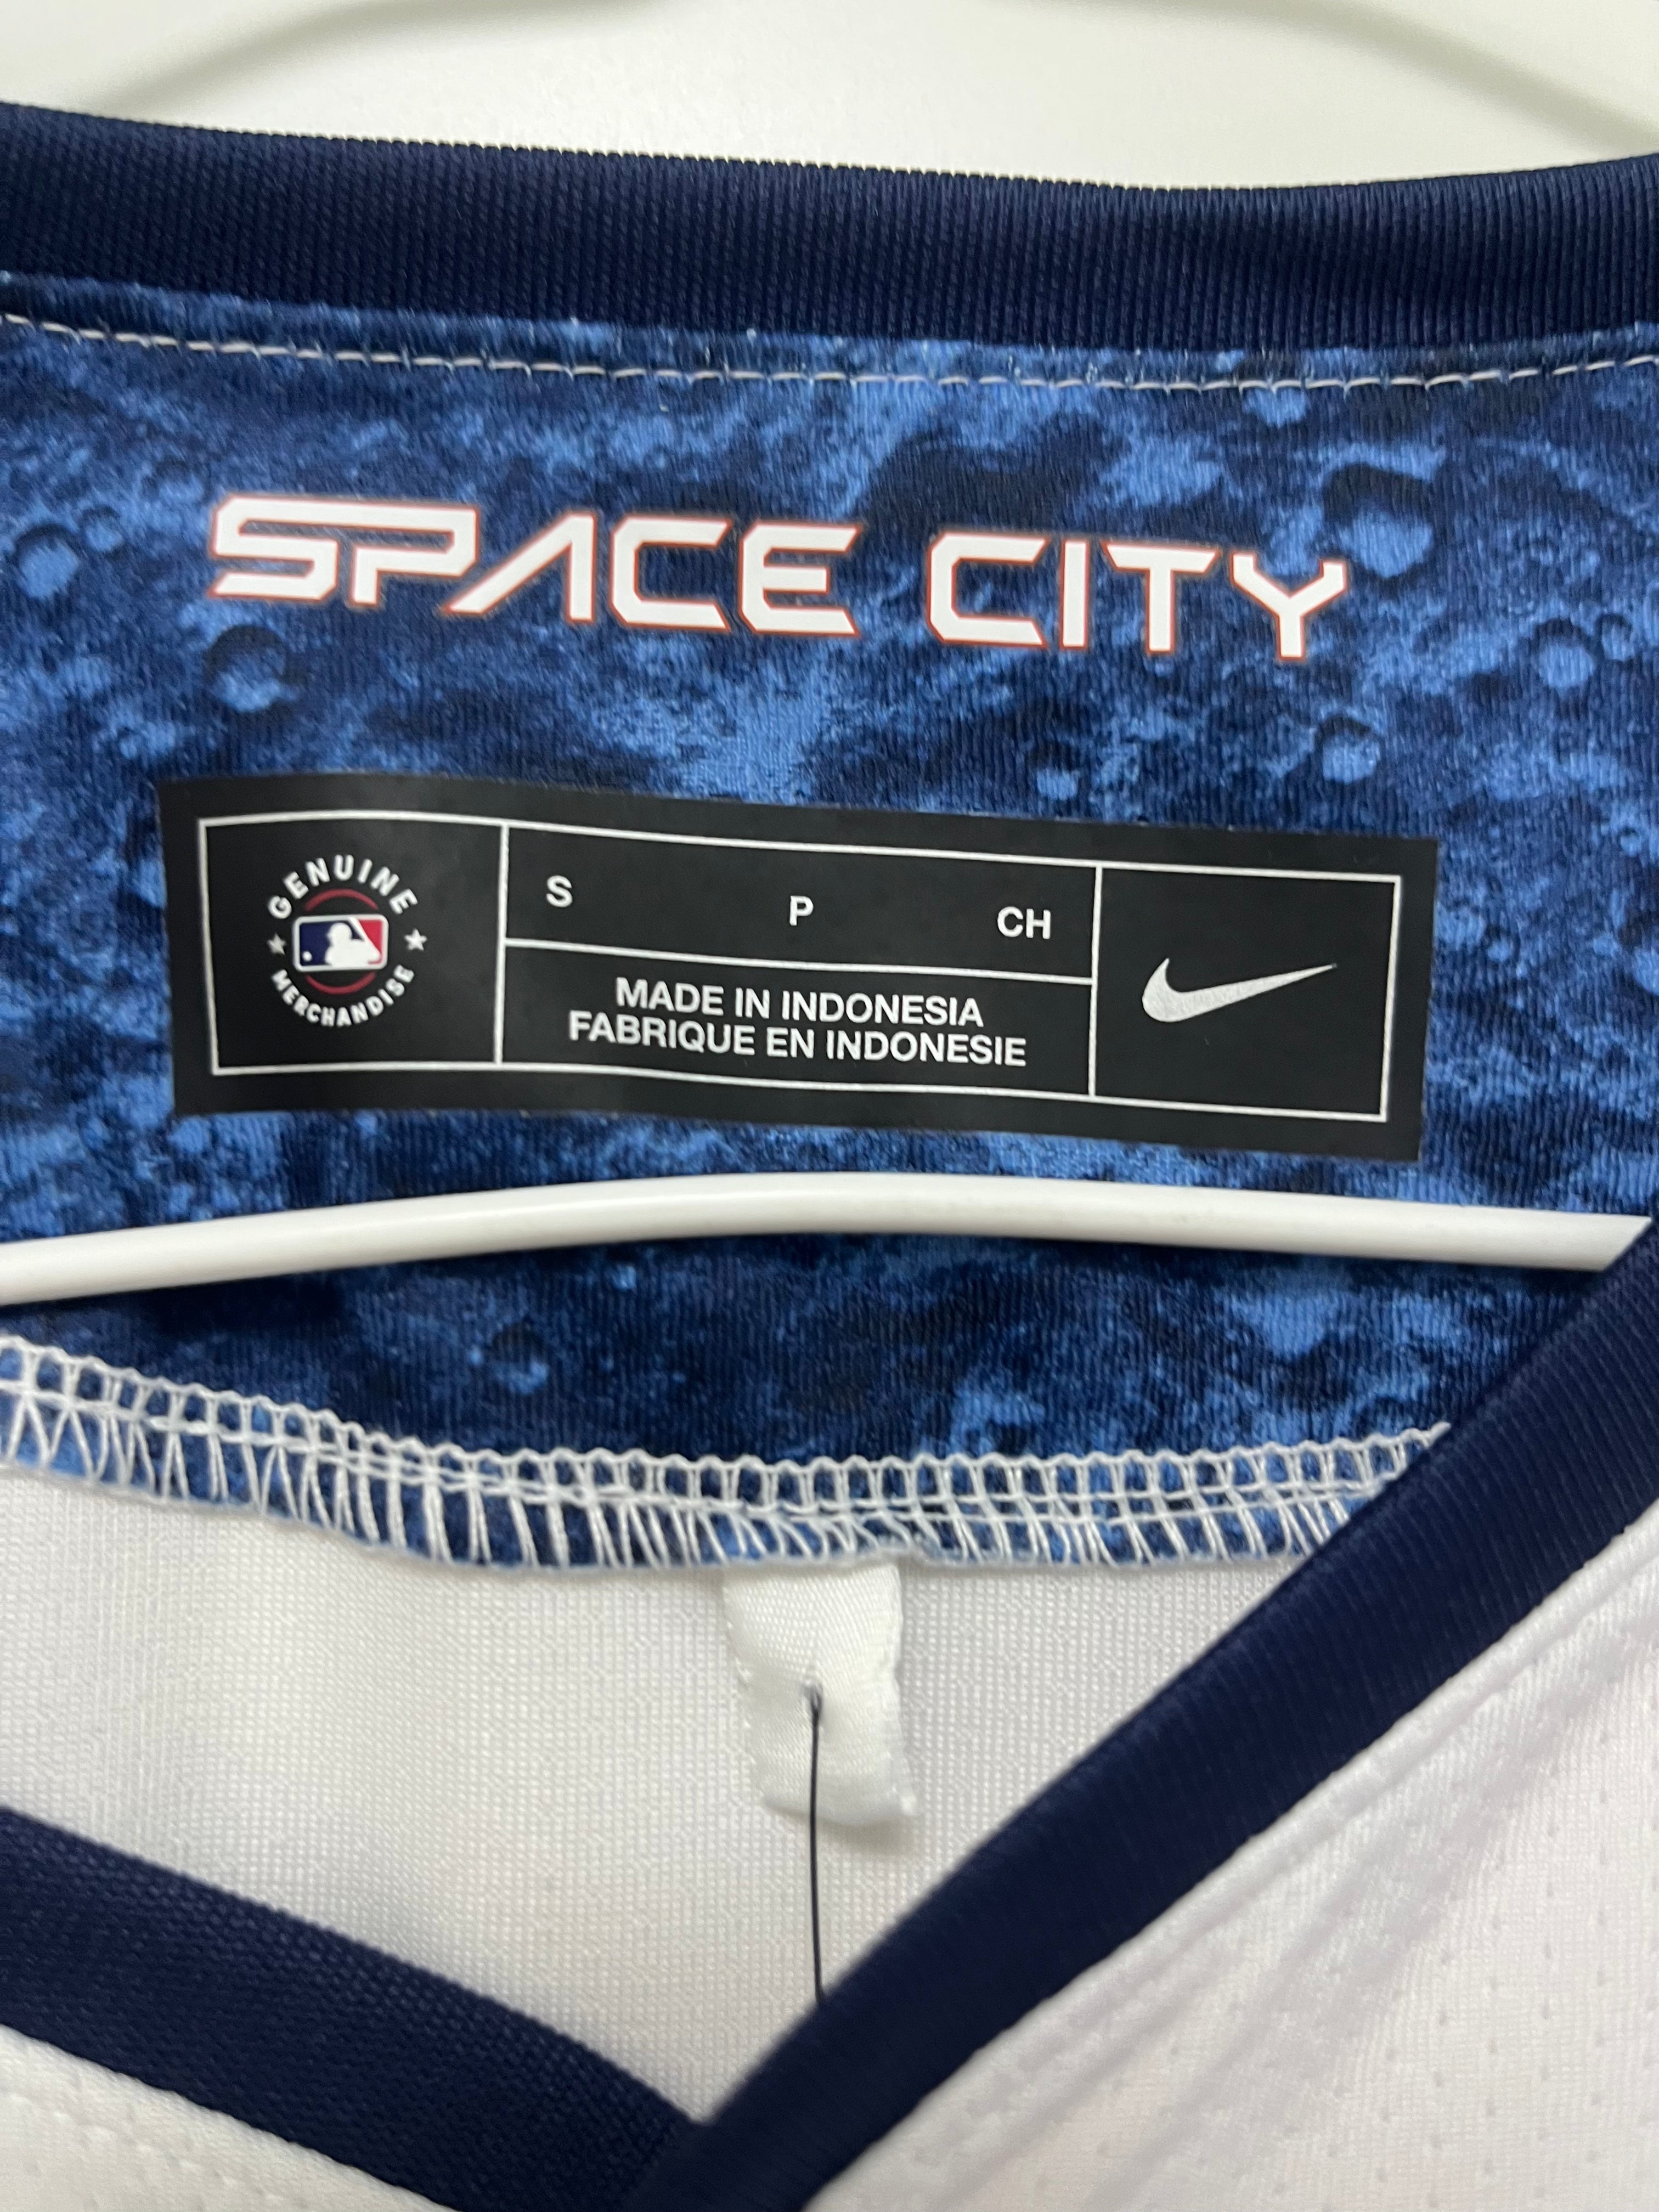 SPACE CITY
GENUINE
MERCHANDISE
S P CH
MADE IN INDONESIA
FABRIQUE EN INDONESIE